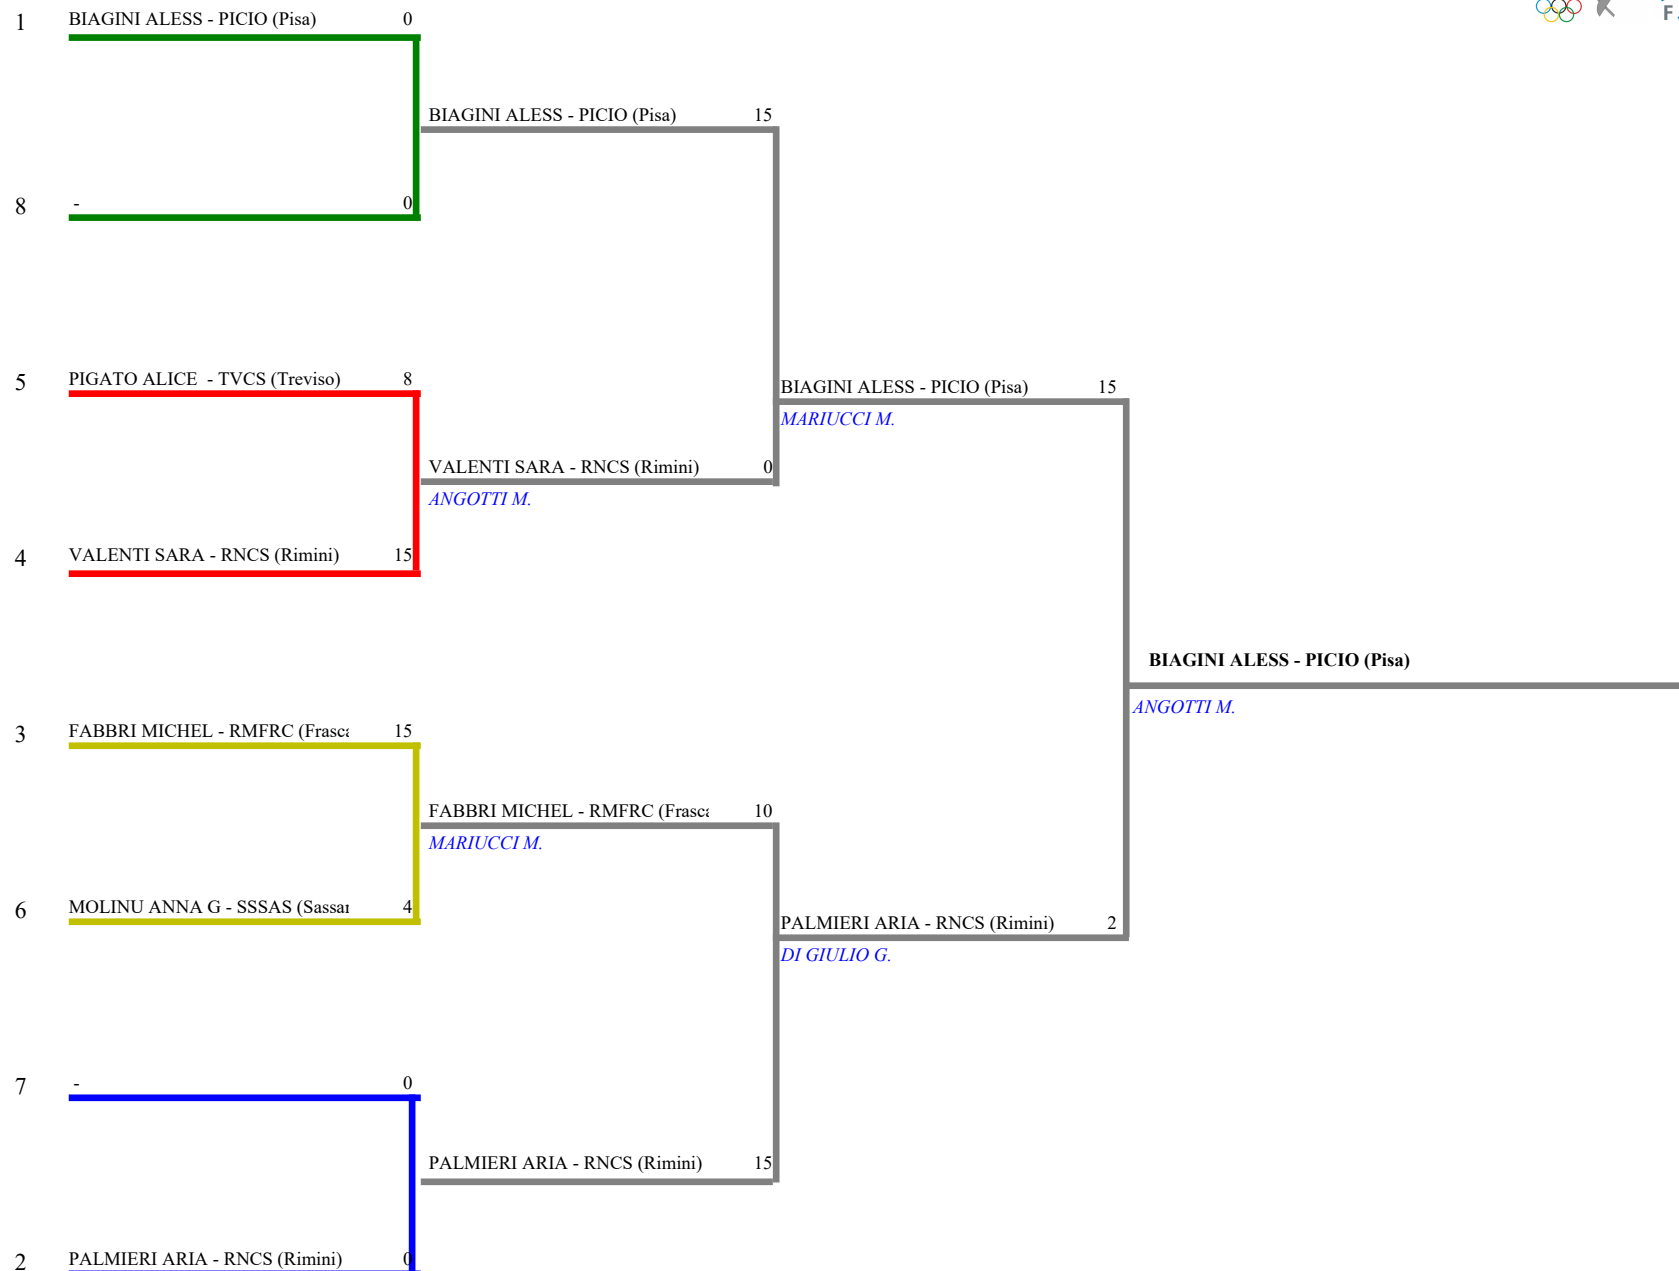 1 BIAGINI ALESS - PICIO (Pisa) 0
F
BIAGINI ALESS - PICIO (Pisa) 15
8 - 0
5 PIGATO ALICE - TVCS (Treviso) 8
BIAGINI ALESS - PICIO (Pisa) 15
MARIUCCI M.
VALENTI SARA - RNCS (Rimini) 0
ANGOTTI M.
4 VALENTI SARA - RNCS (Rimini) 15
BIAGINI ALESS - PICIO (Pisa)
ANGOTTI M.
3 FABBRI MICHEL - RMFRC (Frasca 15
FABBRI MICHEL - RMFRC (Frasca 10
MARIUCCI M.
6 MOLINU ANNA G - SSSAS (Sassar 4
PALMIERI ARIA - RNCS (Rimini) 2
DI GIULIO G.
7 - 0
PALMIERI ARIA - RNCS (Rimini) 15
2 PALMIERI ARIA - RNCS (Rimini) 0